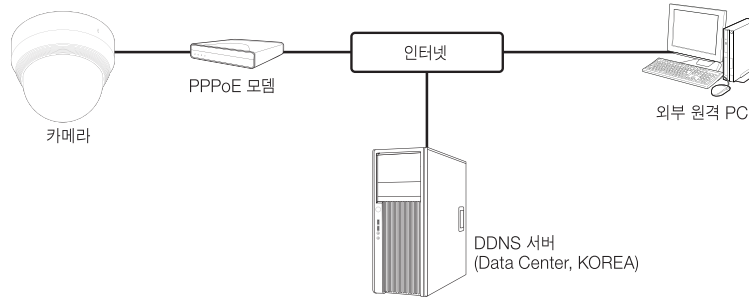 인터넷
PPPoE 모뎀
외부 원격 PC
카메라
DDNS 서버
(Data Center, KOREA)